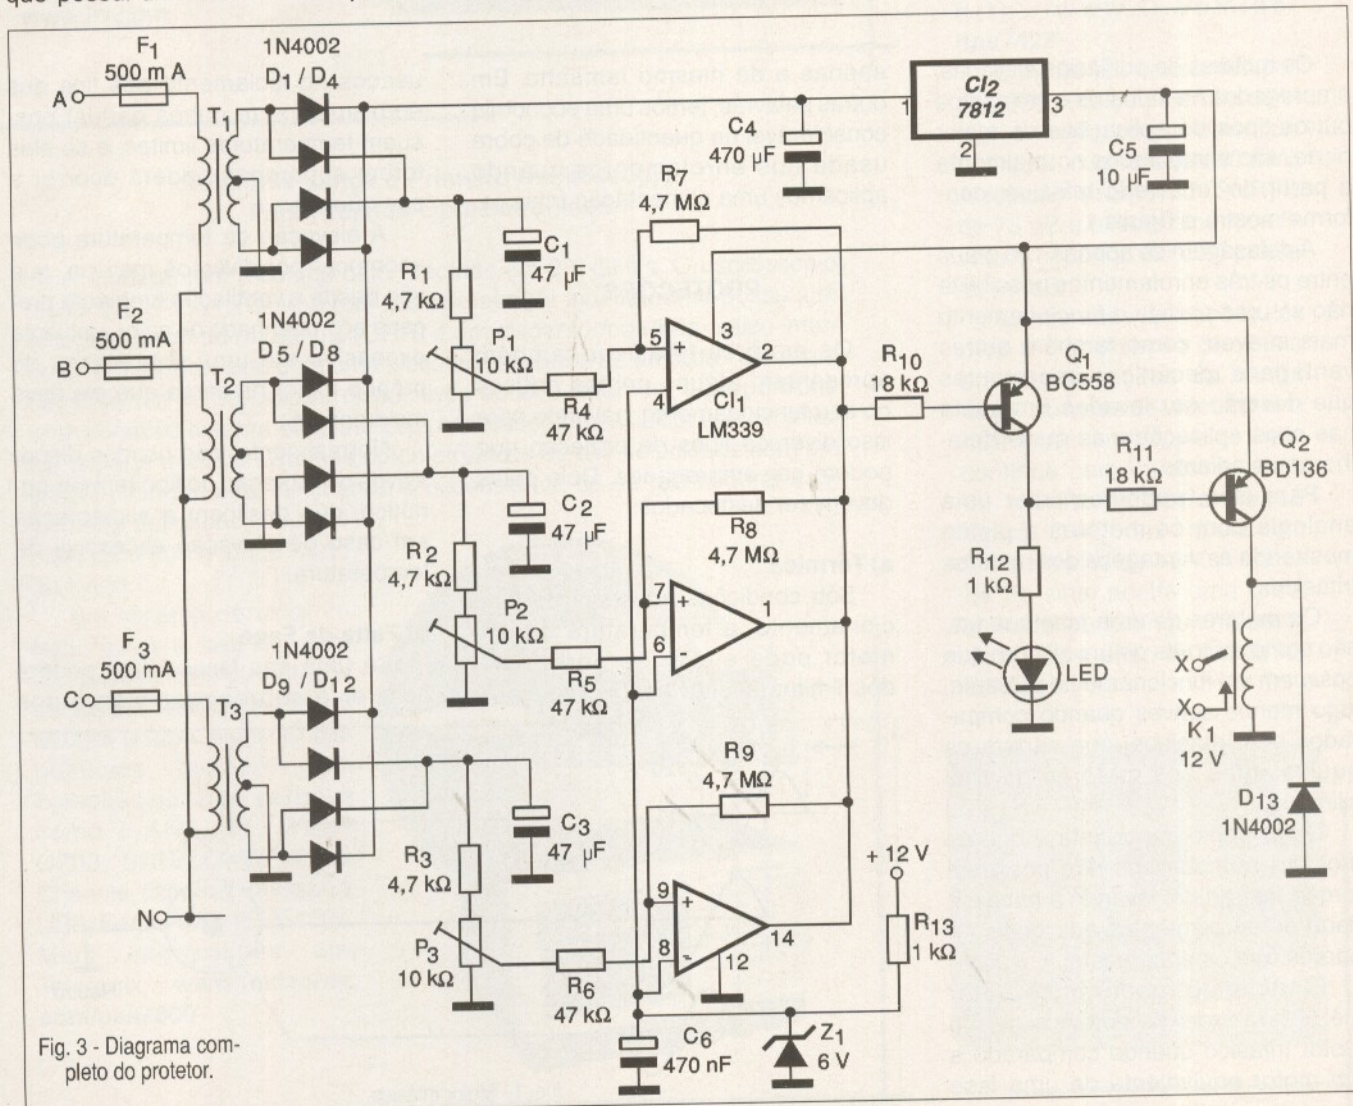 F1
500 m A
A
1N4002
D1 / D4
T1
F2
500mA
B
1N4002
D5 / D8
T2
F3
500mA
C
1N4002
D9 / D12
T3
N
R1
4,7 kΩ
P1
10 kΩ
C1
47 µF
R4
47 kΩ
R7
4,7 MΩ
C4
470 µF
1
CI2
7812
3
2
C5
10 µF
5
+
3
2
4
-
CI1
LM339
R10
18 kΩ
Q1
BC558
R11
18 kΩ
Q2
BD136
R12
1 kΩ
LED
X
X
K1
12 V
D13
1N4002
R2
4,7 kΩ
P2
10 kΩ
C2
47 µF
R5
47 kΩ
R8
4,7 MΩ
7
+
1
6
-
R3
4,7 kΩ
P3
10 kΩ
C3
47 µF
R6
47 kΩ
R9
4,7 MΩ
9
+
14
8
-
12
+ 12 V
R13
1 kΩ
C6
470 nF
Z1
6 V
Fig. 3 - Diagrama com-
pleto do protetor.